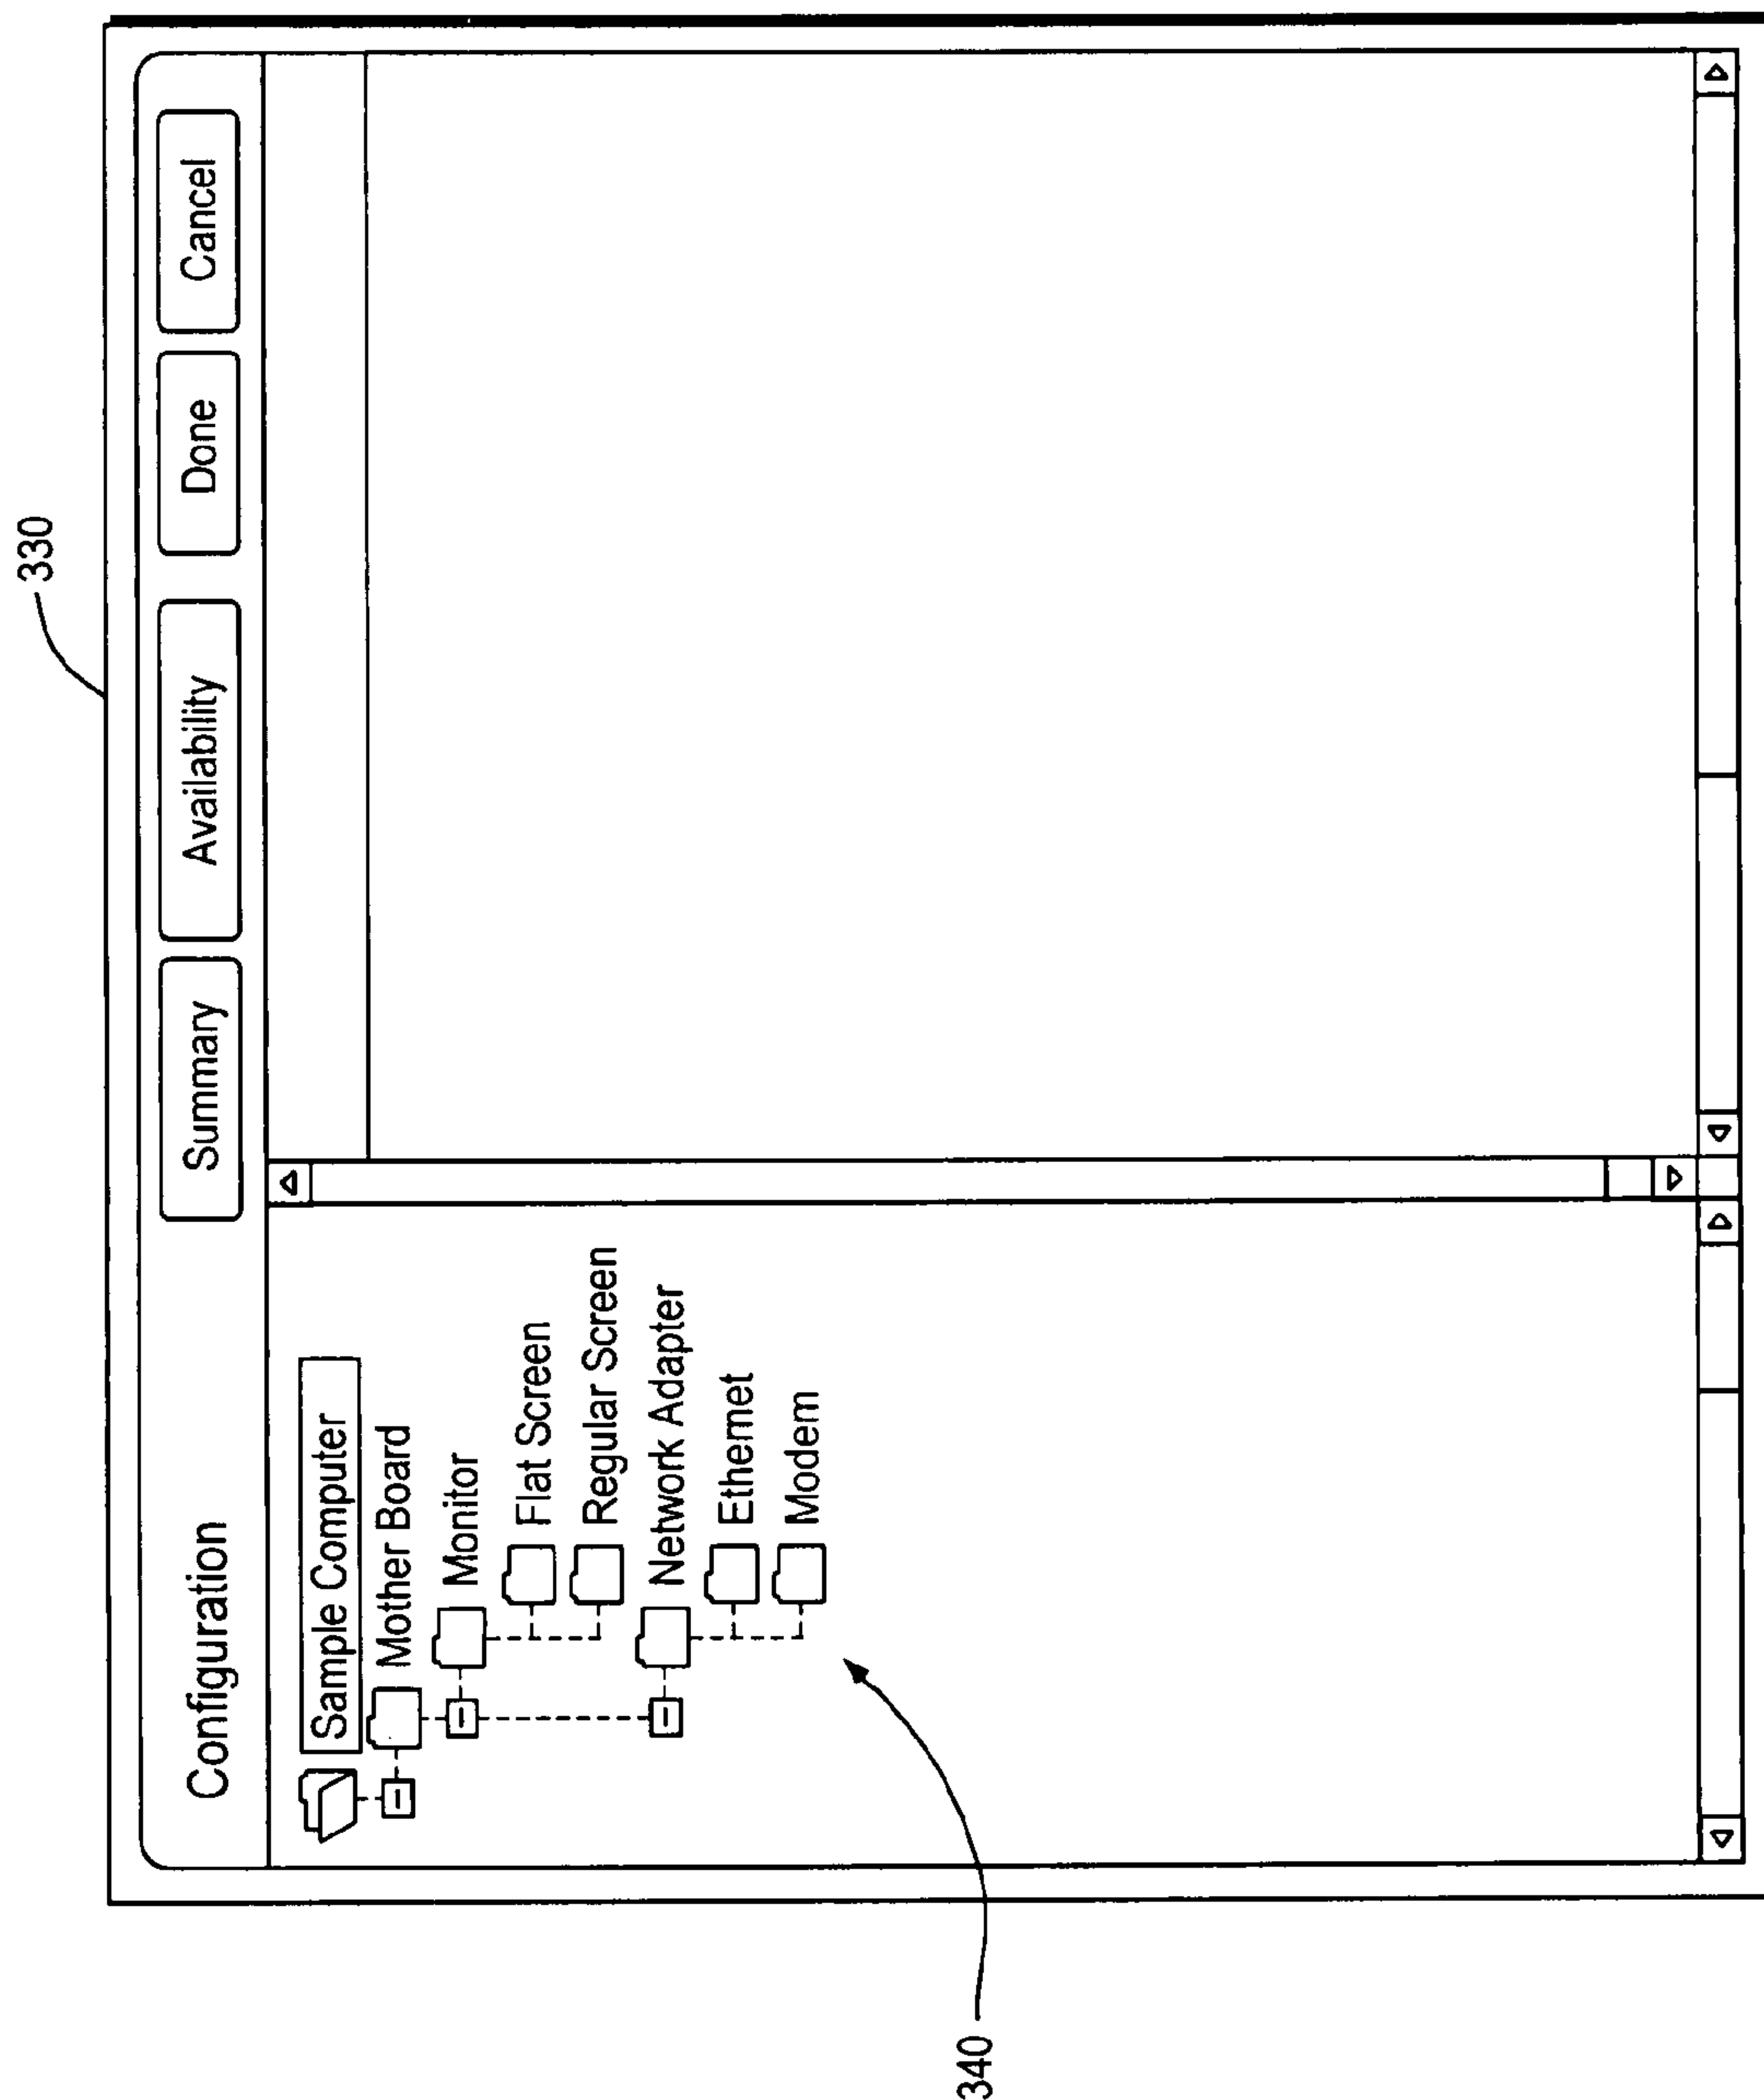 330
Configuration
Summary
Availability
Done
Cancel
Sample Computer
Mother Board
Monitor
Flat Screen
Regular Screen
Network Adapter
Ethernet
Modem
340